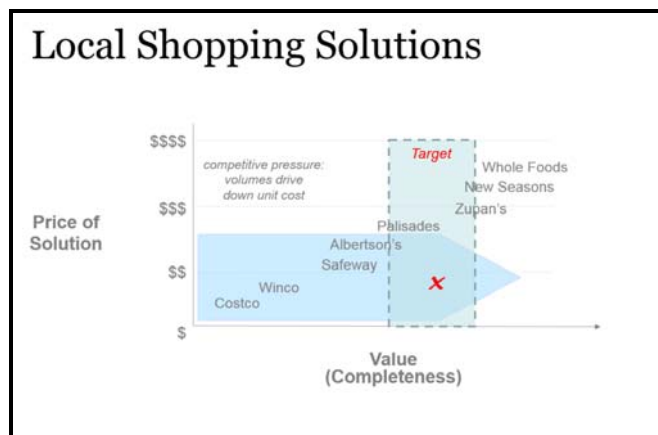 Local Shopping Solutions
$$$$
competitive pressure:
volumes drive
down unit cost
Target
Whole Foods
New Seasons
$$$
Zupan's
Price of
Solution
Palisades
Albertson's
Safeway
$$
x
Winco
Costco
$
Value
(Completeness)